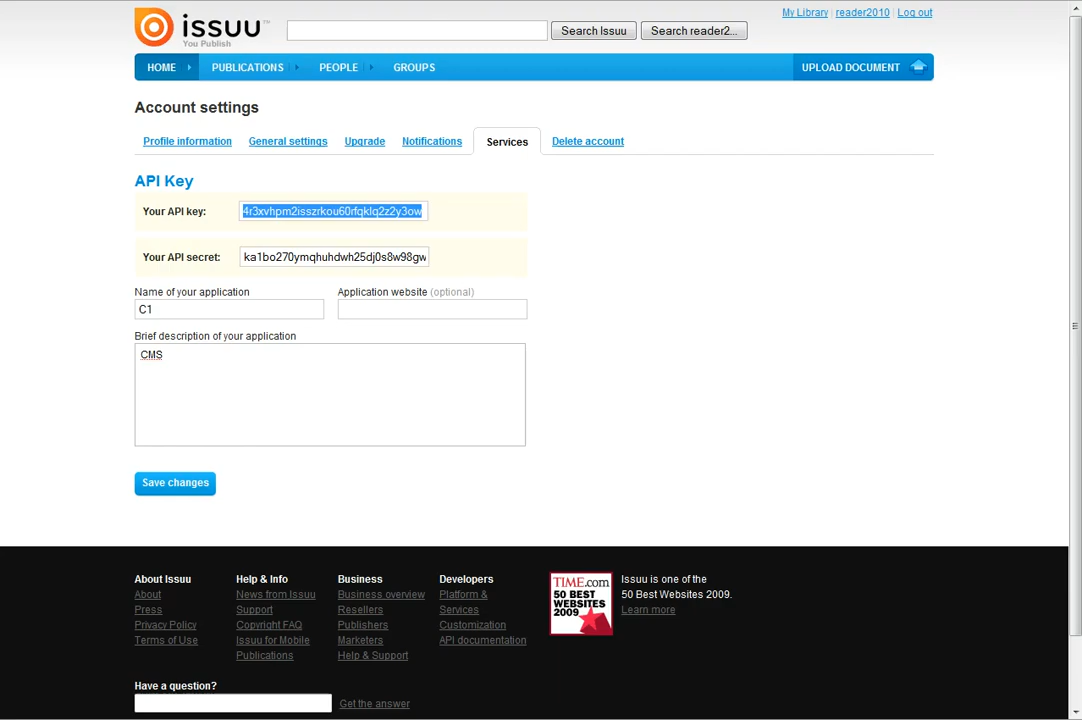 issuu™
You Publish
Search Issuu
Search reader2...
My Library | reader2010 | Log out
HOME
PUBLICATIONS
PEOPLE
GROUPS
UPLOAD DOCUMENT
Account settings
Profile information
General settings
Upgrade
Notifications
Services
Delete account
API Key
Your API key: 4r3xvhpm2isszrkou60rfqklq2z2y3ow
Your API secret: ka1bo270ymqhuhdwh25dj0s8w98gw
Name of your application
Application website (optional)
C1
Brief description of your application
CMS
Save changes
About Issuu
About
Press
Privacy Policy
Terms of Use
Help & Info
News from Issuu
Support
Copyright FAQ
Issuu for Mobile
Publications
Business
Business overview
Resellers
Publishers
Marketers
Help & Support
Developers
Platform &
Services
Customization
API documentation
TIME.com
50 BEST
WEBSITES
2009
Issuu is one of the
50 Best Websites 2009.
Learn more
Have a question?
Get the answer